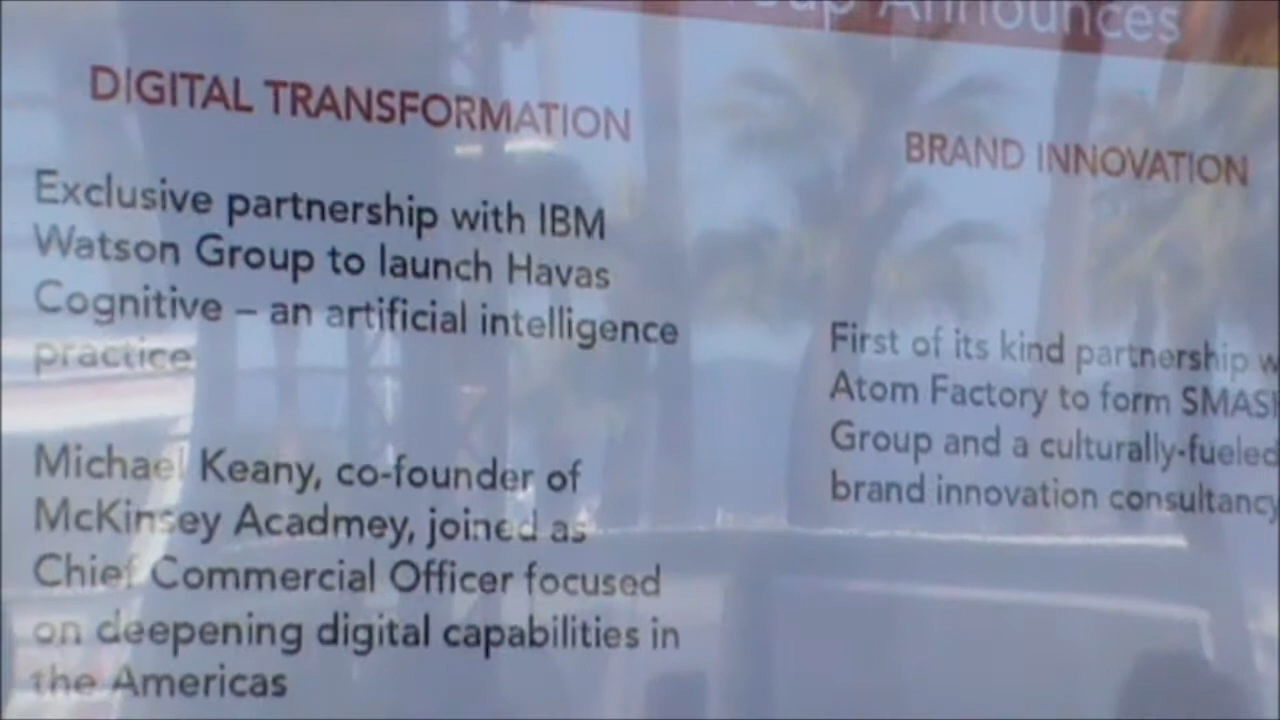 Announces
DIGITAL TRANSFORMATION
Exclusive partnership with IBM
Watson Group to launch Havas
Cognitive – an artificial intelligence
practice
Michael Keany, co-founder of
McKinsey Acadmey, joined as
Chief Commercial Officer focused
on deepening digital capabilities in
the Americas
BRAND INNOVATION
First of its kind partnership
Atom Factory to form
Group and a culturally-fueled
brand innovation consultancy